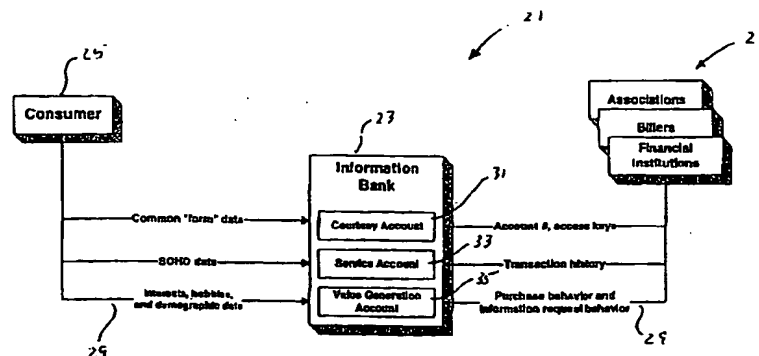 21
25
2
Consumer
Associations
Billers
Financial
Institutions
23
Information
Bank
31
Common "form" data
Courtesy Account
Account #, access keys
33
SOHO data
Service Account
Transaction history
35
Interests, hobbies,
and demographic data
Value Generation
Account
Purchase behavior and
information request behavior
29
29